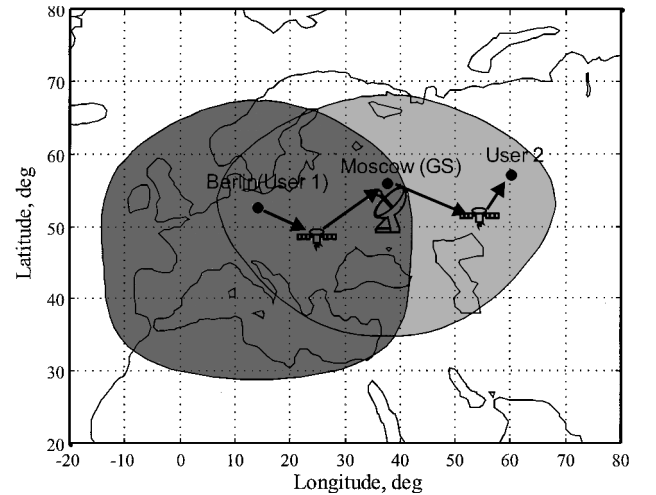 80
70
60
50
40
30
20
Latitude, deg
Berlin(User 1)
Moscow (GS)
User 2
-20 -10 0 10 20 30 40 50 60 70 80
Longitude, deg